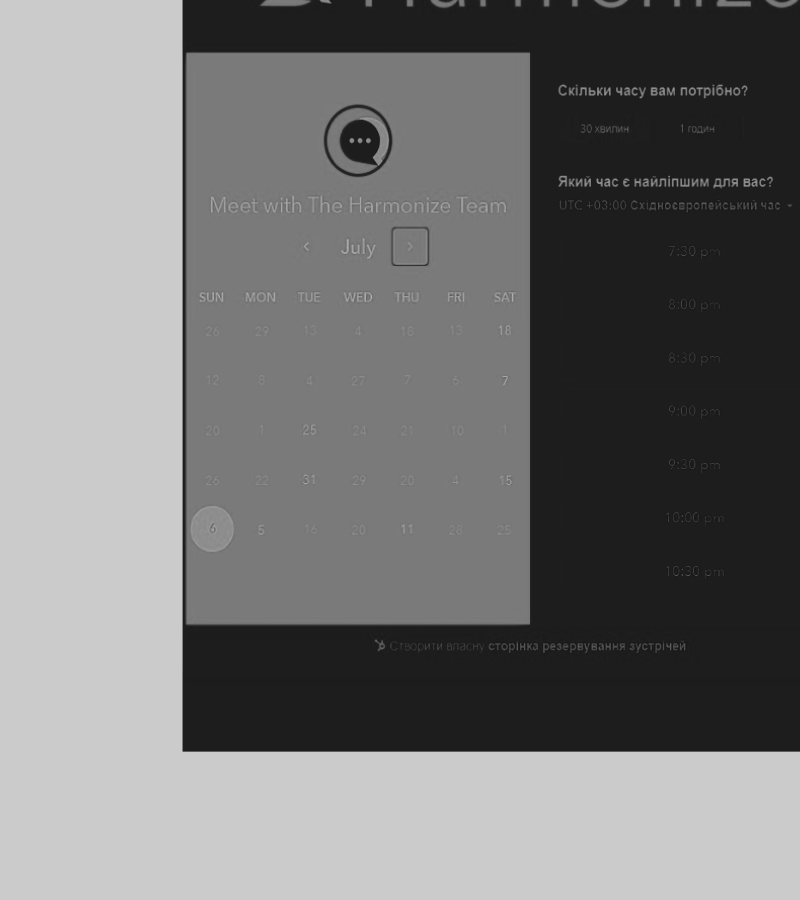 Harmonize
Meet with The Harmonize Team
July
SUN MON TUE WED THU FRI SAT
26 29 13 4 18 13 18
12 8 4 27 7 6 7
20 1 25 24 21 10 1
26 22 31 29 20 4 15
6 5 16 20 11 26 25
Скільки часу вам потрібно?
30 хвилин 1 годин
Який час є найліпшим для вас?
UTC +03:00 Східноєвропейський час
7:30 pm
8:00 pm
8:30 pm
9:00 pm
9:30 pm
10:00 pm
10:30 pm
Створити власну сторінка резервування зустрічей